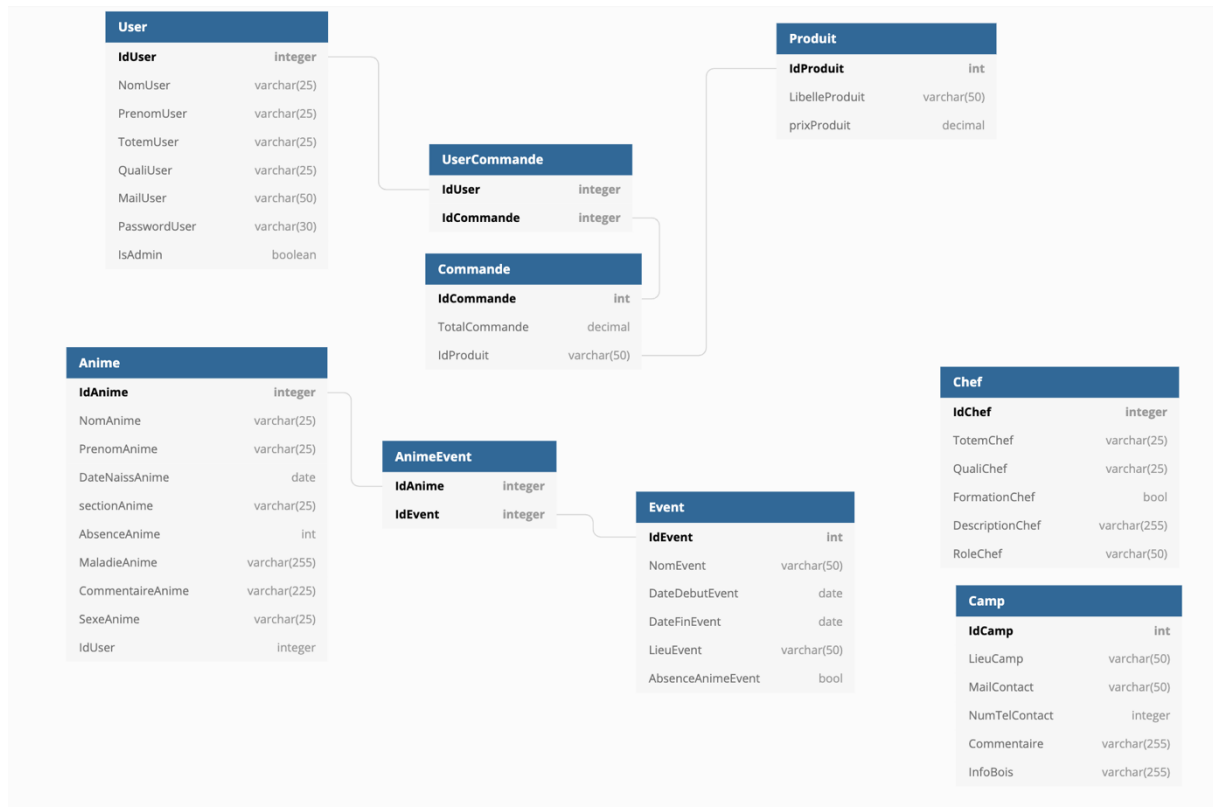 User
IdUser integer
NomUser varchar(25)
PrenomUser varchar(25)
TotemUser varchar(25)
QualiUser varchar(25)
MailUser varchar(50)
PasswordUser varchar(30)
IsAdmin boolean
Produit
IdProduit int
LibelleProduit varchar(50)
prixProduit decimal
UserCommande
IdUser integer
IdCommande integer
Commande
IdCommande int
TotalCommande decimal
IdProduit varchar(50)
Anime
IdAnime integer
NomAnime varchar(25)
PrenomAnime varchar(25)
DateNaissAnime date
sectionAnime varchar(25)
AbsenceAnime int
MaladieAnime varchar(255)
CommentaireAnime varchar(225)
SexeAnime varchar(25)
IdUser integer
AnimeEvent
IdAnime integer
IdEvent integer
Event
IdEvent int
NomEvent varchar(50)
DateDebutEvent date
DateFinEvent date
LieuEvent varchar(50)
AbsenceAnimeEvent bool
Chef
IdChef integer
TotemChef varchar(25)
QualiChef varchar(25)
FormationChef bool
DescriptionChef varchar(255)
RoleChef varchar(50)
Camp
IdCamp int
LieuCamp varchar(50)
MailContact varchar(50)
NumTelContact integer
Commentaire varchar(255)
InfoBois varchar(255)